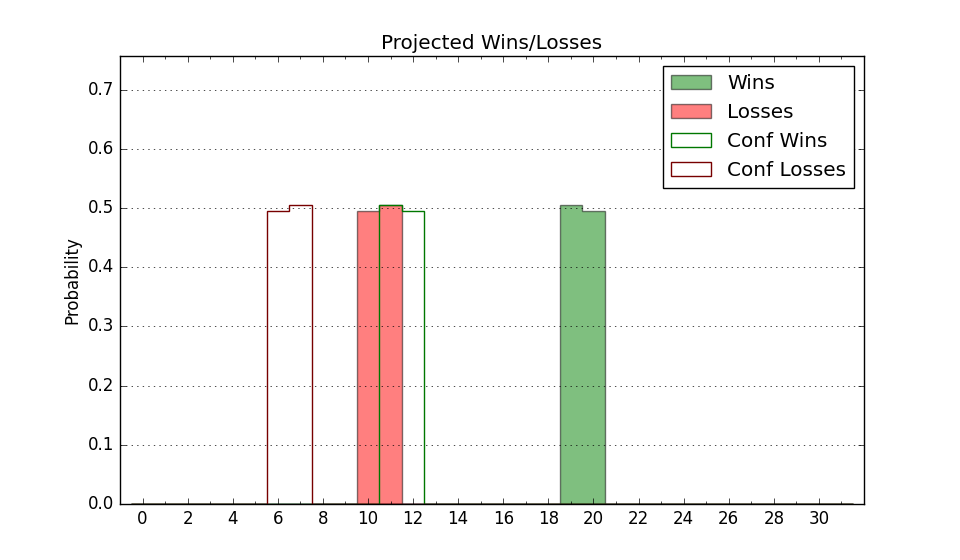 Projected Wins/Losses
Wins
Losses
Conf Wins
Conf Losses
Probability
0.7
0.6
0.5
0.4
0.3
0.2
0.1
0.0
0 2 4 6 8 10 12 14 16 18 20 22 24 26 28 30